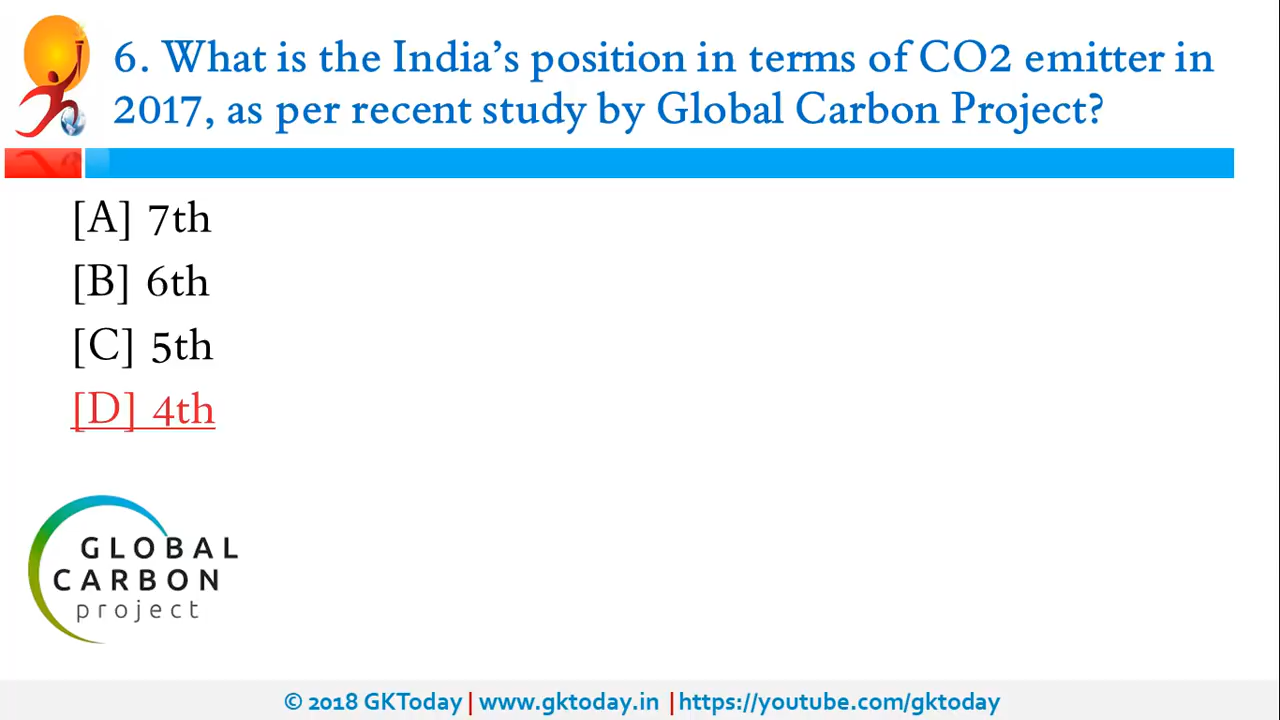 6. What is the India’s position in terms of CO2 emitter in
2017, as per recent study by Global Carbon Project?
[A] 7th
[B] 6th
[C] 5th
[D] 4th
GLOBAL
CARBON
project
© 2018 GKToday | www.gktoday.in | https://youtube.com/gktoday